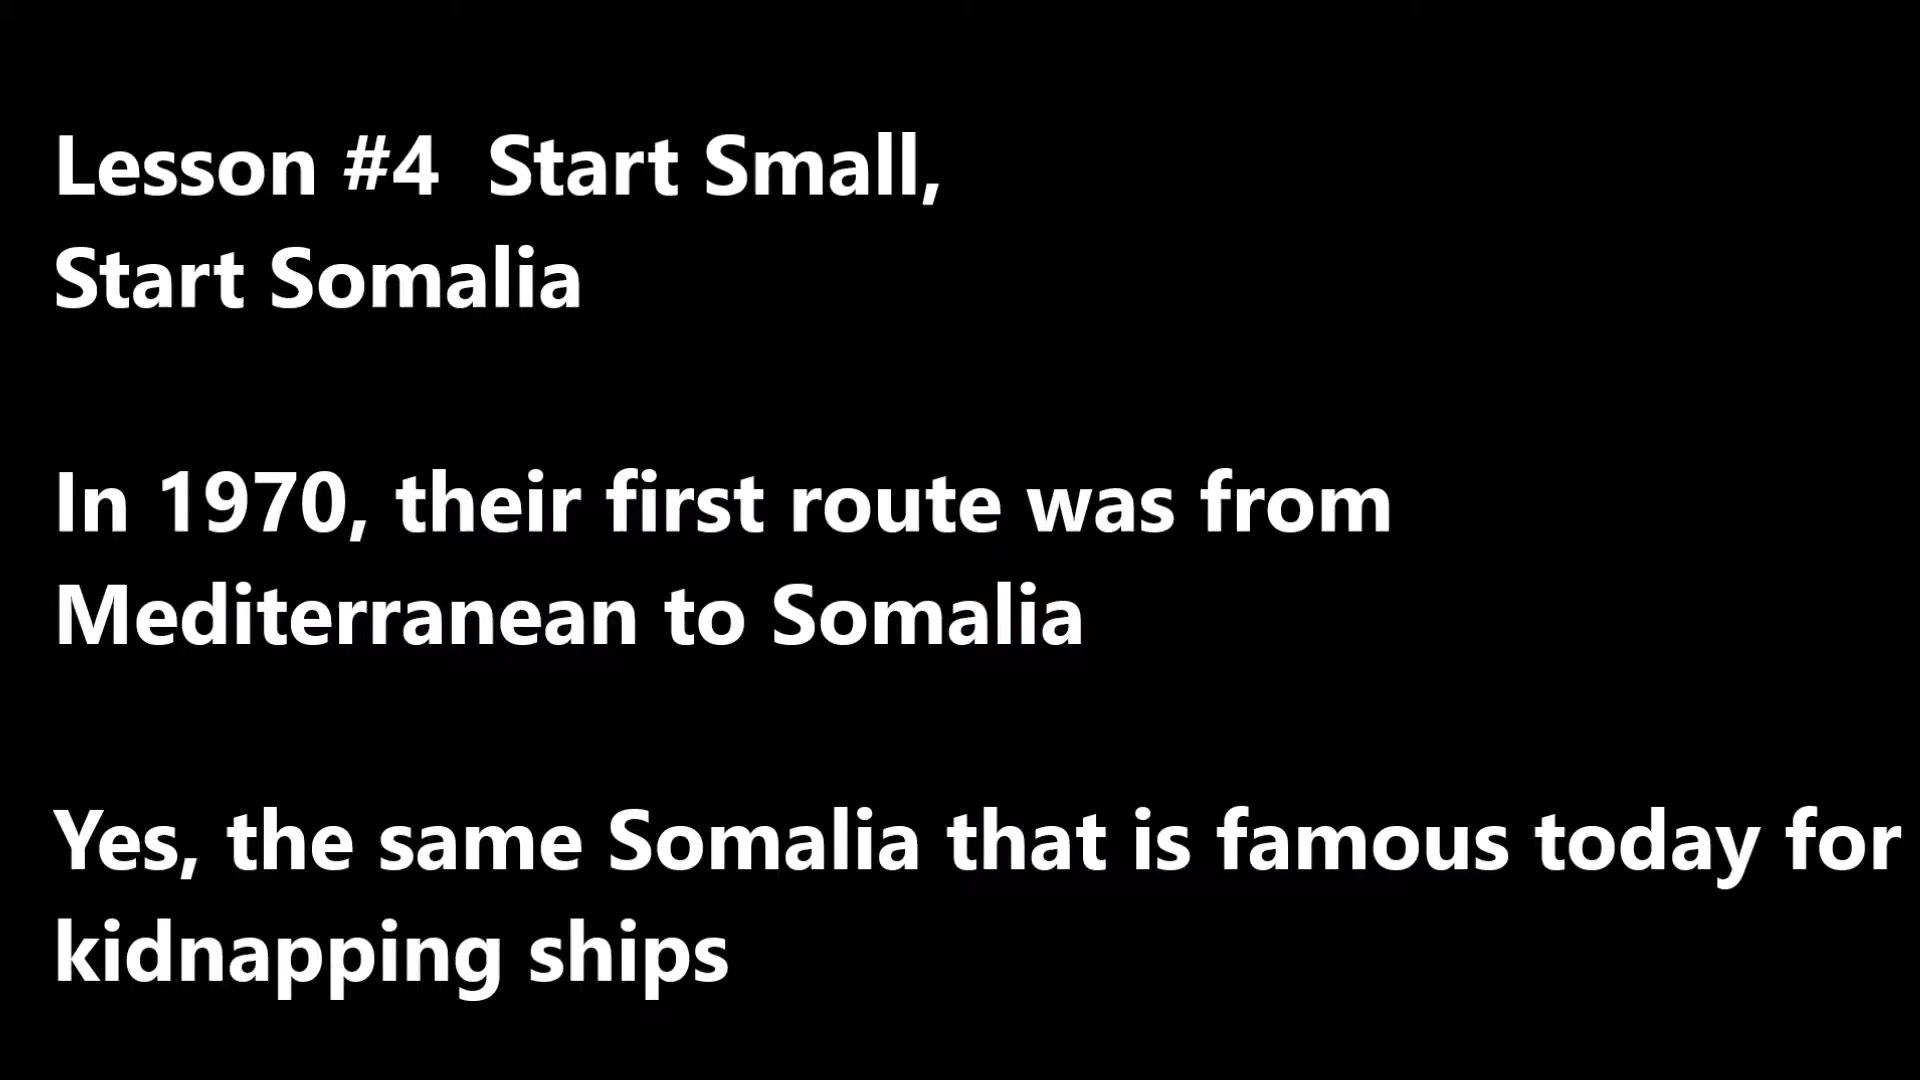 Lesson #4  Start Small,
Start Somalia
In 1970, their first route was from
Mediterranean to Somalia
Yes, the same Somalia that is famous today for
kidnapping ships